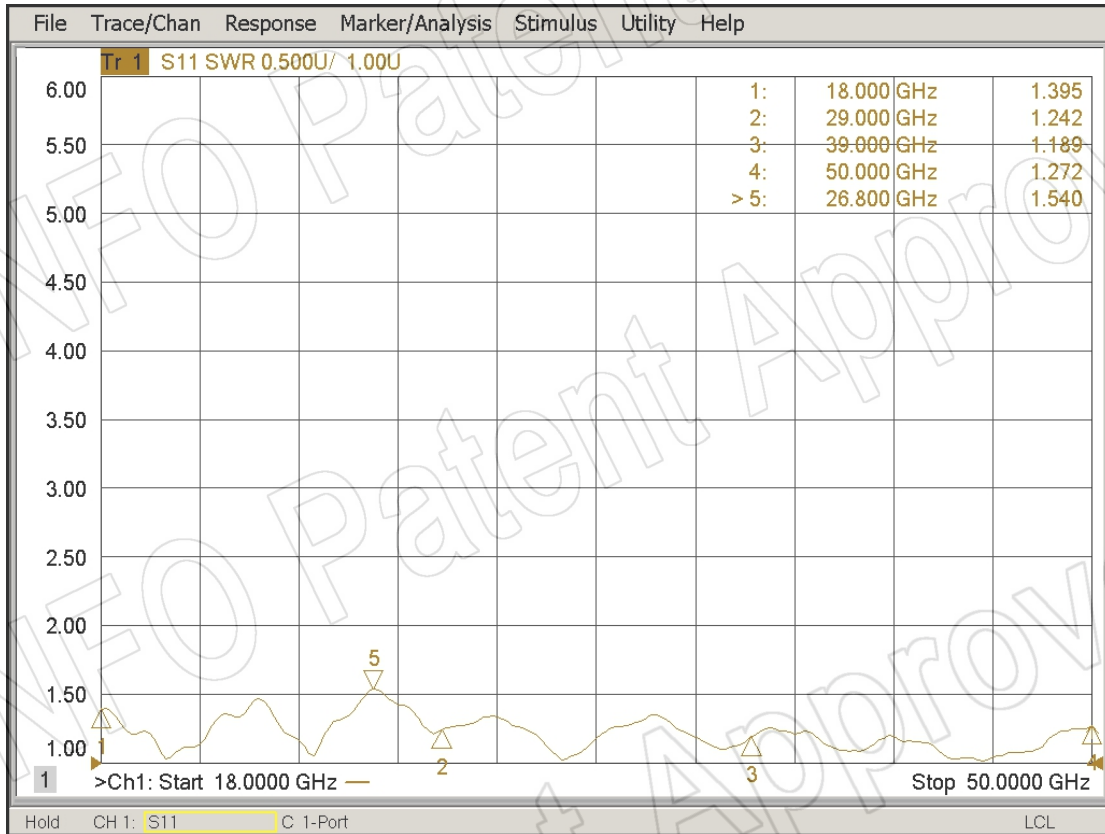 File Trace/Chan Response Marker/Analysis Stimulus Utility Help
Tr 1 S11 SWR 0.500U/ 1.00U
6.00
5.50
5.00
4.50
4.00
3.50
3.00
2.50
2.00
1.50
1.00
1: 18.000 GHz 1.395
2: 29.000 GHz 1.242
3: 39.000 GHz 1.189
4: 50.000 GHz 1.272
> 5: 26.800 GHz 1.540
5
1
2
3
4
1 >Ch1: Start 18.0000 GHz — Stop 50.0000 GHz
Hold CH 1: S11 C 1-Port LCL
NFO Patent Approv
NFO Patent Approv